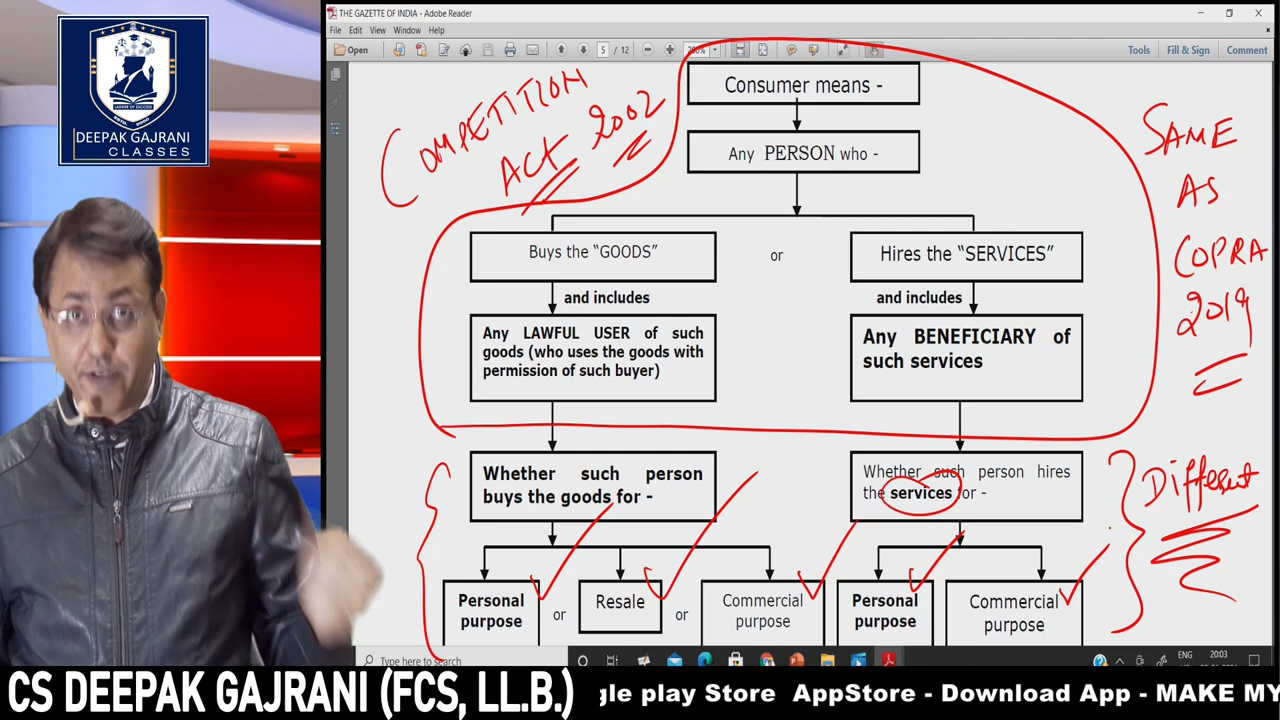 LADDER OF SUCCESS
DEEPAK GAJRANI
CLASSES
THE GAZETTE OF INDIA - Adobe Reader
File Edit View Window Help
Open
5 / 12
Tools Fill & Sign Comment
COMPETITION
ACT 2002
SAME
AS
COPRA
2019
Different
Consumer means -
Any PERSON who -
Buys the “GOODS”
or
Hires the “SERVICES”
and includes
and includes
Any LAWFUL USER of such
goods (who uses the goods with
permission of such buyer)
Any BENEFICIARY of
such services
Whether such person
buys the goods for -
Whether such person hires
the services for -
Personal
purpose
or
Resale
or
Commercial
purpose
Personal
purpose
Commercial
purpose
Type here to search
ENG
20:03
CS DEEPAK GAJRANI (FCS, LL.B.)
gle play Store AppStore - Download App - MAKE MY